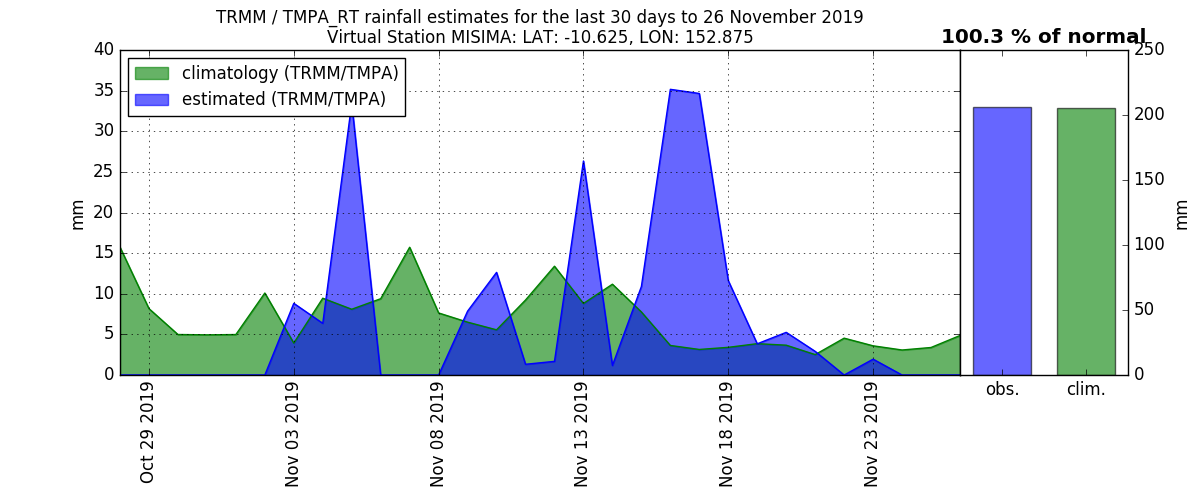 TRMM / TMPA_RT rainfall estimates for the last 30 days to 26 November 2019
Virtual Station MISIMA: LAT: -10.625, LON: 152.875
100.3 % of normal
climatology (TRMM/TMPA)
estimated (TRMM/TMPA)
40
35
30
25
20
15
10
5
0
mm
Oct 29 2019
Nov 03 2019
Nov 08 2019
Nov 13 2019
Nov 18 2019
Nov 23 2019
250
200
150
100
50
0
mm
obs.
clim.